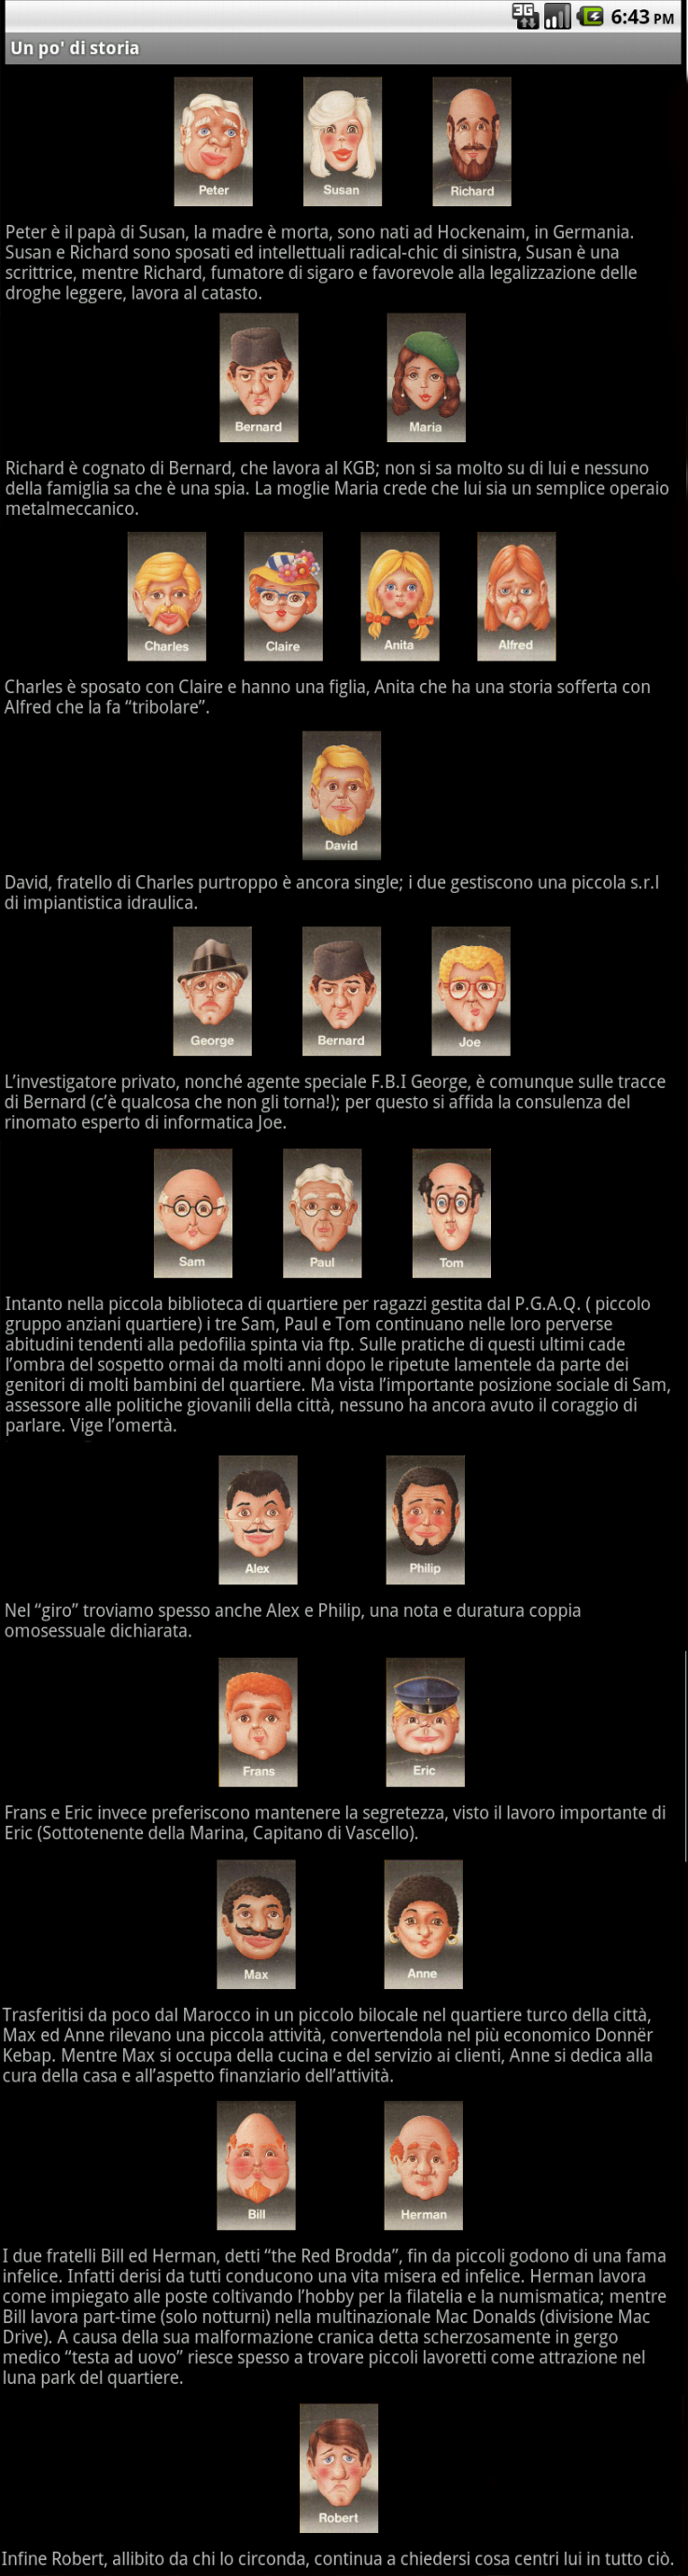 3G 6:43 PM
Un po' di storia
Peter Susan Richard
Peter è il papà di Susan, la madre è morta, sono nati ad Hockenaim, in Germania.
Susan e Richard sono sposati ed intellettuali radical-chic di sinistra, Susan è una
scrittrice, mentre Richard, fumatore di sigaro e favorevole alla legalizzazione delle
droghe leggere, lavora al catasto.
Bernard Maria
Richard è cognato di Bernard, che lavora al KGB; non si sa molto su di lui e nessuno
della famiglia sa che è una spia. La moglie Maria crede che lui sia un semplice operaio
metalmeccanico.
Charles Claire Anita Alfred
Charles è sposato con Claire e hanno una figlia, Anita che ha una storia sofferta con
Alfred che la fa “tribolare”.
David
David, fratello di Charles purtroppo è ancora single; i due gestiscono una piccola s.r.l
di impiantistica idraulica.
George Bernard Joe
L’investigatore privato, nonché agente speciale F.B.I George, è comunque sulle tracce
di Bernard (c’è qualcosa che non gli torna!); per questo si affida la consulenza del
rinomato esperto di informatica Joe.
Sam Paul Tom
Intanto nella piccola biblioteca di quartiere per ragazzi gestita dal P.G.A.Q. ( piccolo
gruppo anziani quartiere) i tre Sam, Paul e Tom continuano nelle loro perverse
abitudini tendenti alla pedofilia spinta via ftp. Sulle pratiche di questi ultimi cade
l’ombra del sospetto ormai da molti anni dopo le ripetute lamentele da parte dei
genitori di molti bambini del quartiere. Ma vista l’importante posizione sociale di Sam,
assessore alle politiche giovanili della città, nessuno ha ancora avuto il coraggio di
parlare. Vige l’omertà.
Alex Philip
Nel “giro” troviamo spesso anche Alex e Philip, una nota e duratura coppia
omosessuale dichiarata.
Frans Eric
Frans e Eric invece preferiscono mantenere la segretezza, visto il lavoro importante di
Eric (Sottotenente della Marina, Capitano di Vascello).
Max Anne
Trasferitisi da poco dal Marocco in un piccolo bilocale nel quartiere turco della città,
Max ed Anne rilevano una piccola attività, convertendola nel più economico Donnër
Kebap. Mentre Max si occupa della cucina e del servizio ai clienti, Anne si dedica alla
cura della casa e all’aspetto finanziario dell’attività.
Bill Herman
I due fratelli Bill ed Herman, detti “the Red Brodda”, fin da piccoli godono di una fama
infelice. Infatti derisi da tutti conducono una vita misera ed infelice. Herman lavora
come impiegato alle poste coltivando l’hobby per la filatelia e la numismatica; mentre
Bill lavora part-time (solo notturni) nella multinazionale Mac Donalds (divisione Mac
Drive). A causa della sua malformazione cranica detta scherzosamente in gergo
medico “testa ad uovo” riesce spesso a trovare piccoli lavoretti come attrazione nel
luna park del quartiere.
Robert
Infine Robert, allibito da chi lo circonda, continua a chiedersi cosa centri lui in tutto ciò.